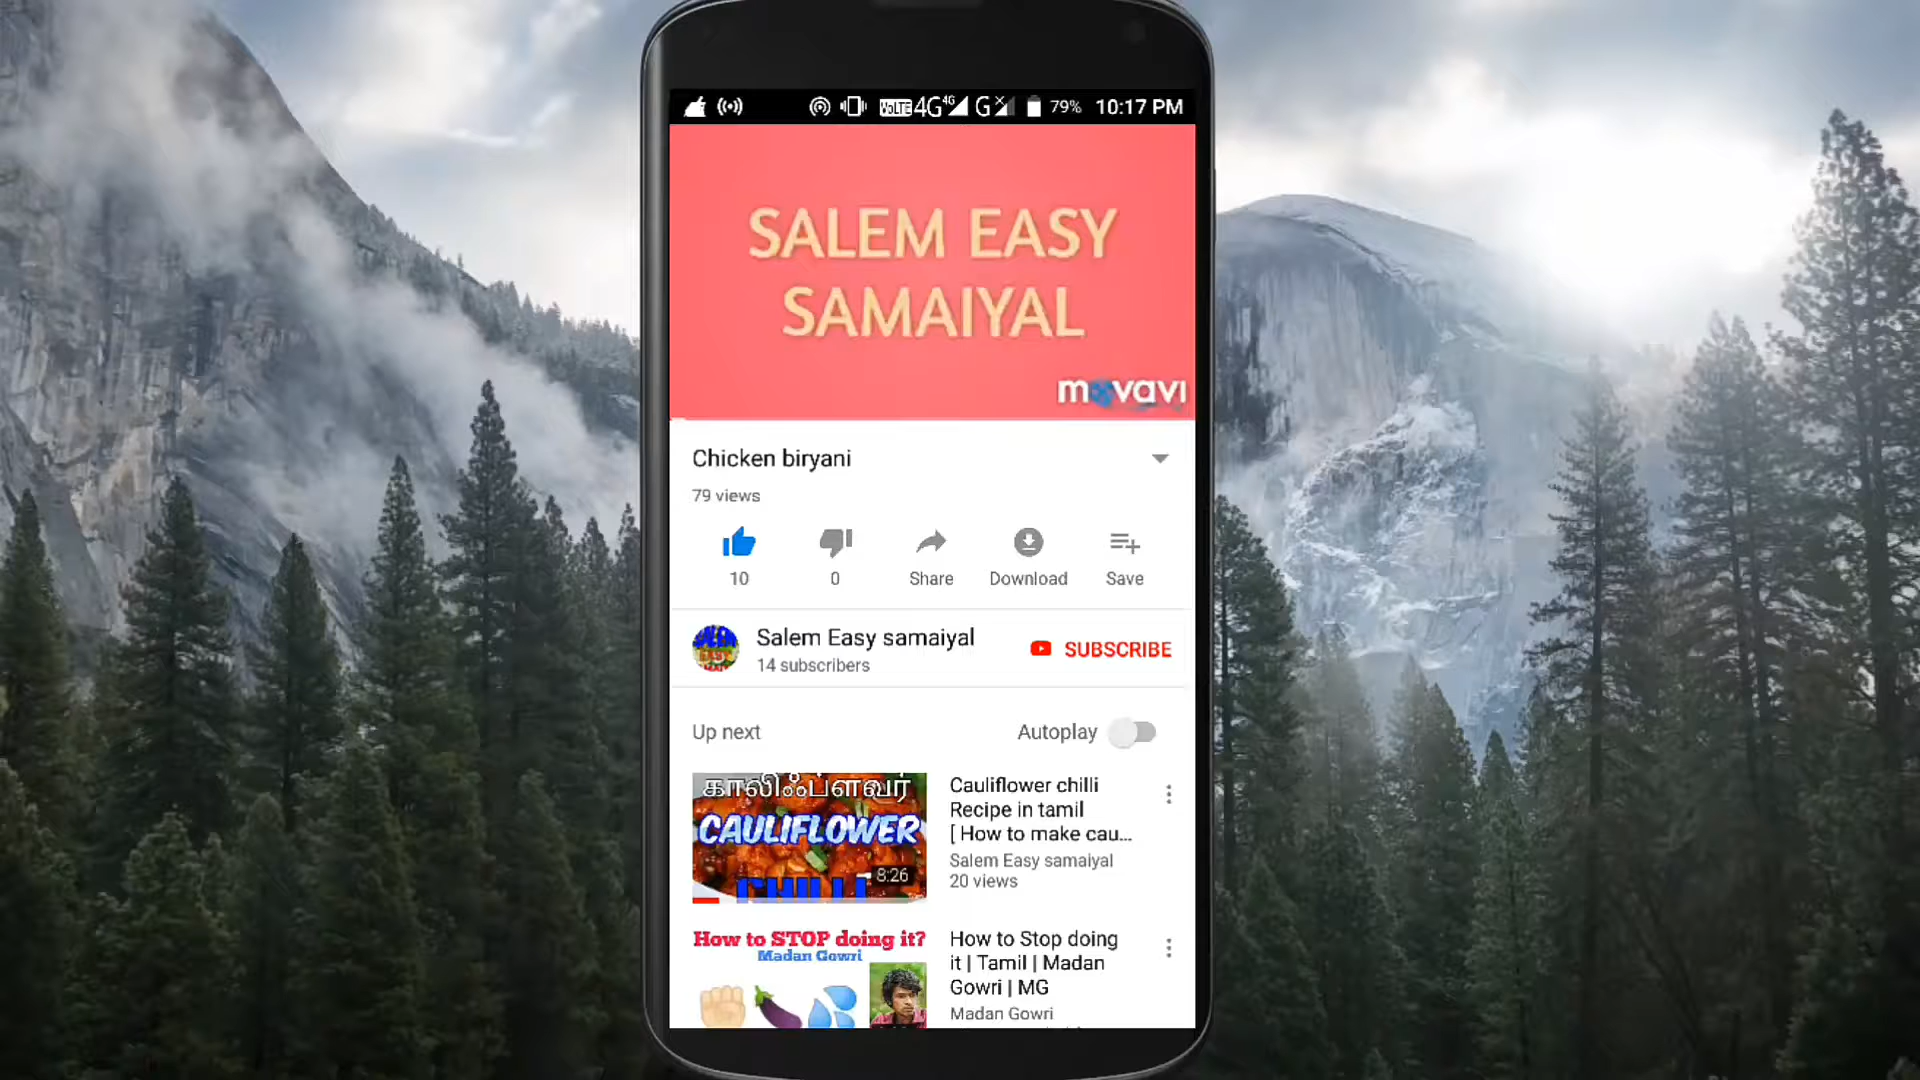 VoLTE 4G 4G G 79% 10:17 PM
SALEM EASY
SAMAIYAL
movavi
Chicken biryani
79 views
10
0
Share
Download
Save
Salem Easy samaiyal
14 subscribers
SUBSCRIBE
Up next
Autoplay
காலிஃப்ளவர்
CAULIFLOWER
CHILLI
8:26
Cauliflower chilli
Recipe in tamil
[ How to make cau...
Salem Easy samaiyal
20 views
How to STOP doing it?
Madan Gowri
How to Stop doing
it | Tamil | Madan
Gowri | MG
Madan Gowri